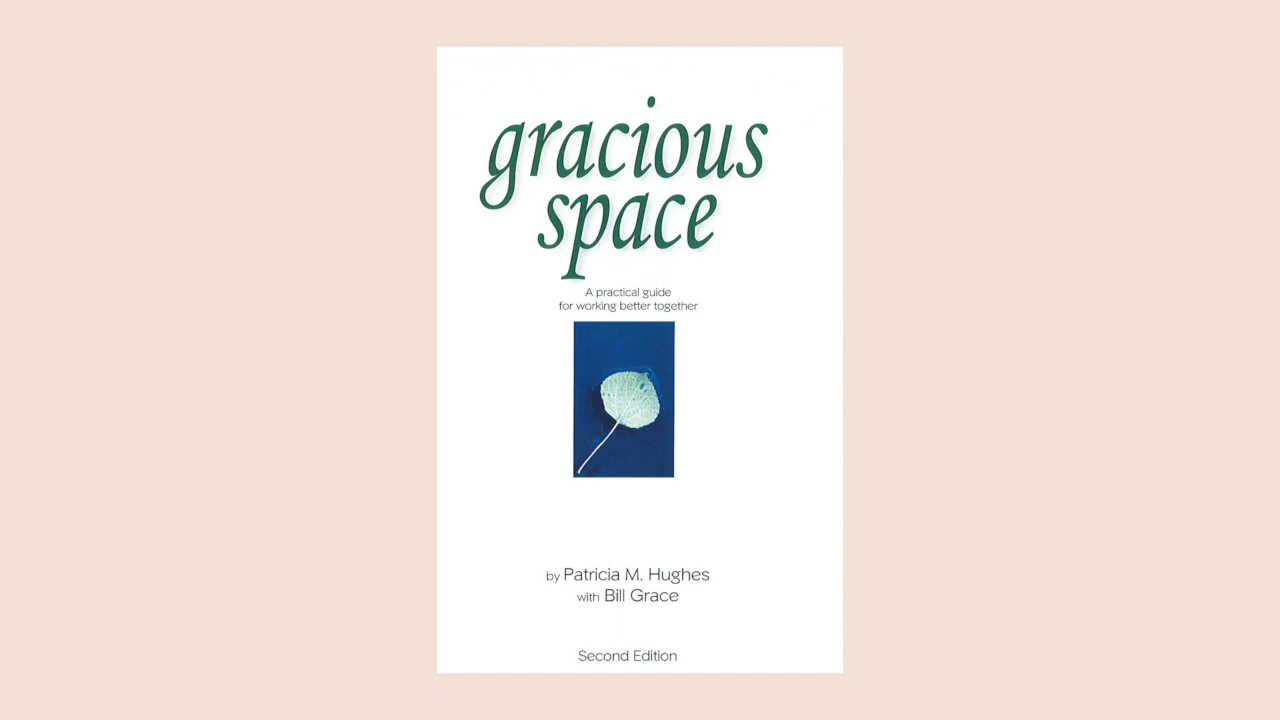 gracious
space
A practical guide
for working better together
by Patricia M. Hughes
with Bill Grace
Second Edition